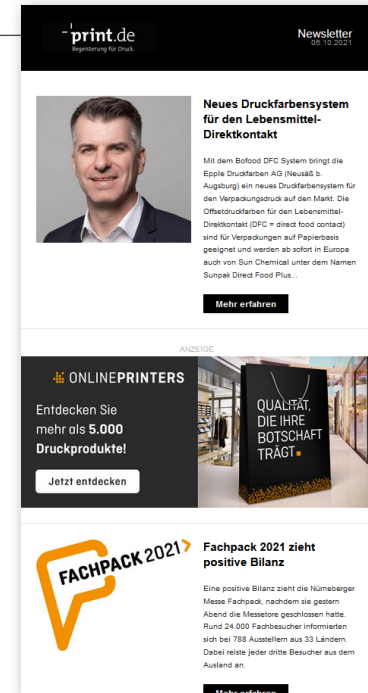 print.de
Begeisterung für Druck.
Newsletter
06.10.2021
Neues Druckfarbensystem
für den Lebensmittel-
Direktkontakt
Mit dem Bofood DFC System bringt die
Epple Druckfarben AG (Neusäß b.
Augsburg) ein neues Druckfarbensystem für
den Verpackungsdruck auf den Markt. Die
Offsetdruckfarben für den Lebensmittel-
Direktkontakt (DFC = direct food contact)
sind für Verpackungen auf Papierbasis
geeignet und werden ab sofort in Europa
auch von Sun Chemical unter dem Namen
Sunpak Direct Food Plus...
Mehr erfahren
ANZEIGE
ONLINEPRINTERS
Entdecken Sie
mehr als 5.000
Druckprodukte!
Jetzt entdecken
QUALITÄT,
DIE IHRE
BOTSCHAFT
TRÄGT
FACHPACK 2021
Fachpack 2021 zieht
positive Bilanz
Eine positive Bilanz zieht die Nürneberger
Messe Fachpack, nachdem sie gestern
Abend die Messetore geschlossen hatte.
Rund 24.000 Fachbesucher informierten
sich bei 788 Ausstellern aus 33 Ländern.
Dabei reiste jeder dritte Besucher aus dem
Ausland an.
Mehr erfahren